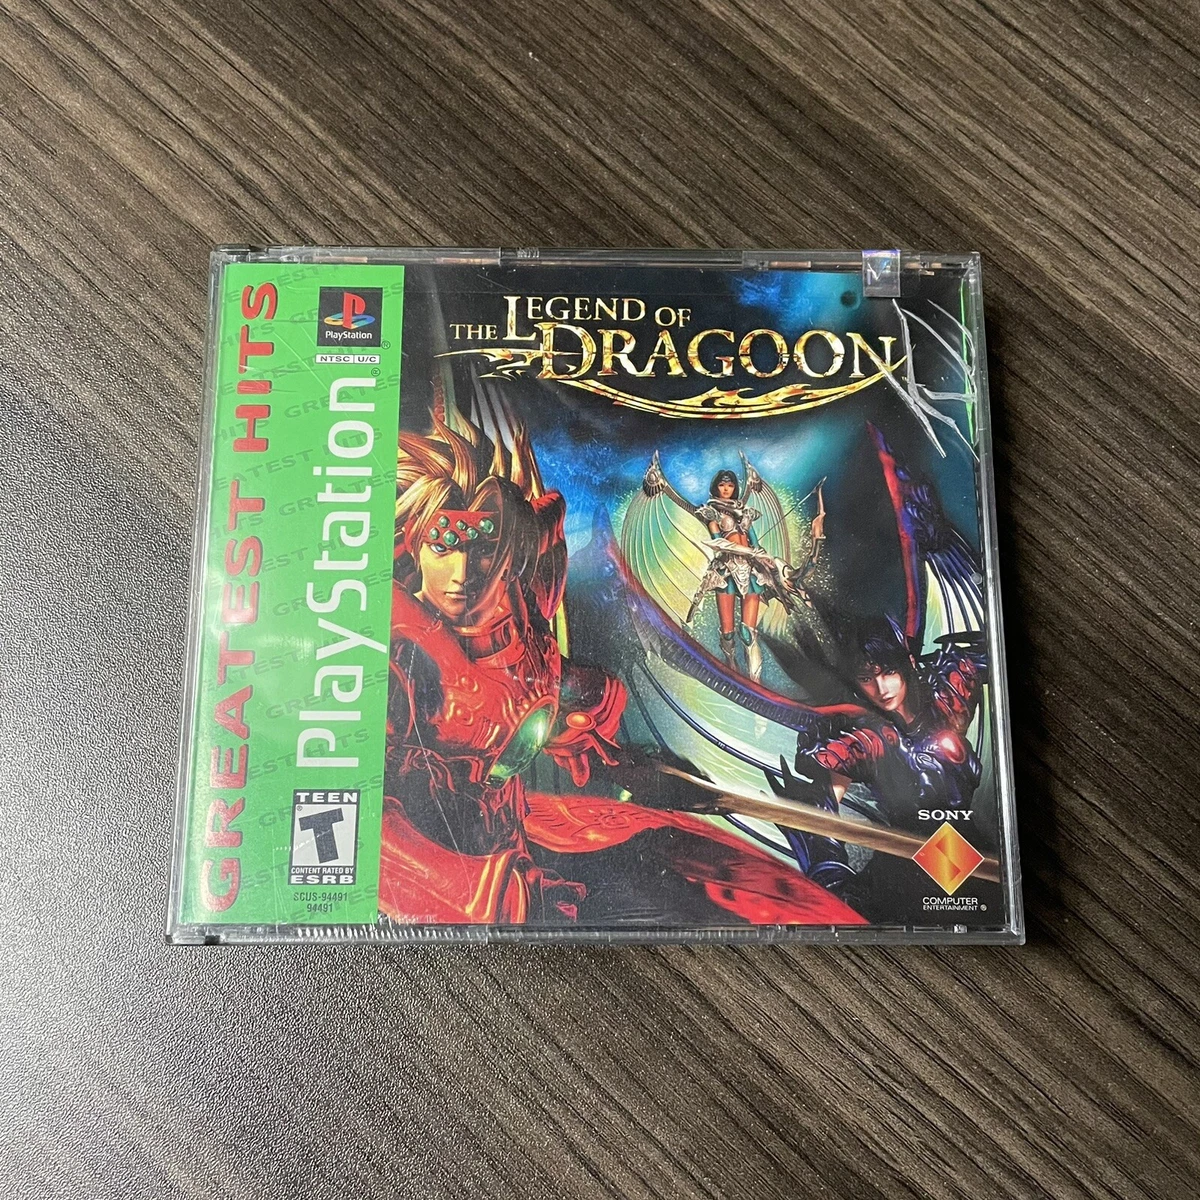 GREATEST HITS
PlayStation
NTSC U/C
PlayStation
TEEN
T
CONTENT RATED BY
ESRB
SCUS-94491
94491
THE LEGEND OF
DRAGOON
SONY
COMPUTER
ENTERTAINMENT ®